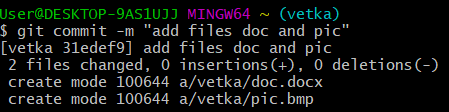 User@DESKTOP-9AS1UJJ MINGW64 ~ (vetka)
$ git commit -m "add files doc and pic"
[vetka 31edef9] add files doc and pic
 2 files changed, 0 insertions(+), 0 deletions(-)
 create mode 100644 a/vetka/doc.docx
 create mode 100644 a/vetka/pic.bmp